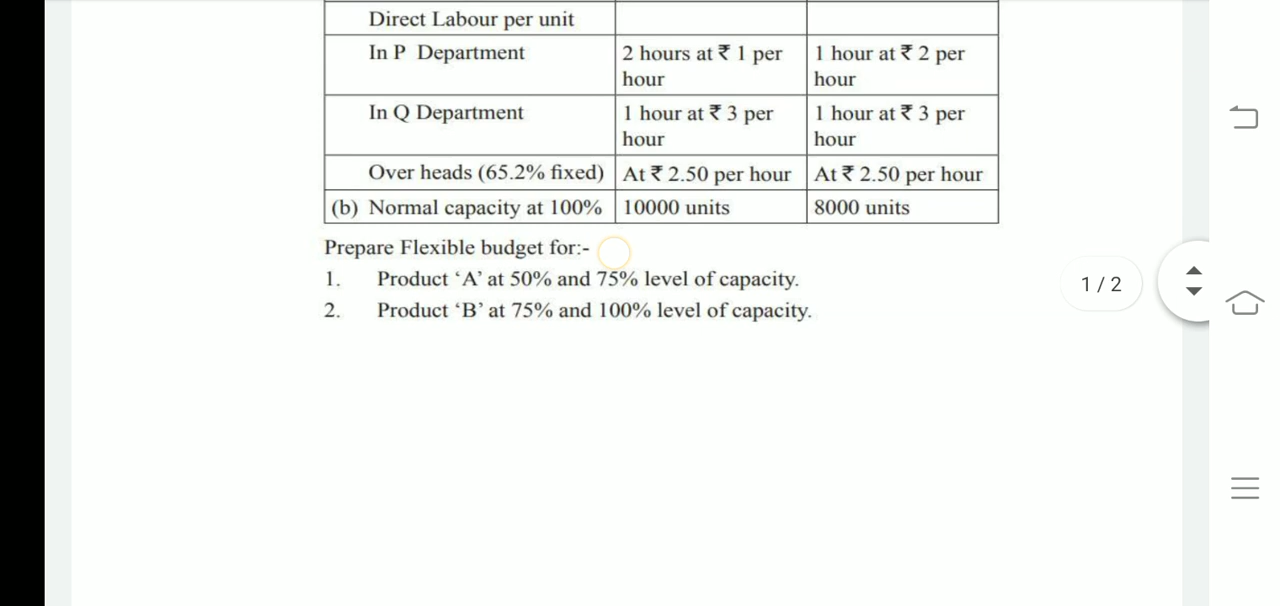 Direct Labour per unit
In P Department 2 hours at ₹ 1 per hour 1 hour at ₹ 2 per hour
In Q Department 1 hour at ₹ 3 per hour 1 hour at ₹ 3 per hour
Over heads (65.2% fixed) At ₹ 2.50 per hour At ₹ 2.50 per hour
(b) Normal capacity at 100% 10000 units 8000 units
Prepare Flexible budget for:-
1. Product ‘A’ at 50% and 75% level of capacity.
2. Product ‘B’ at 75% and 100% level of capacity.
1 / 2